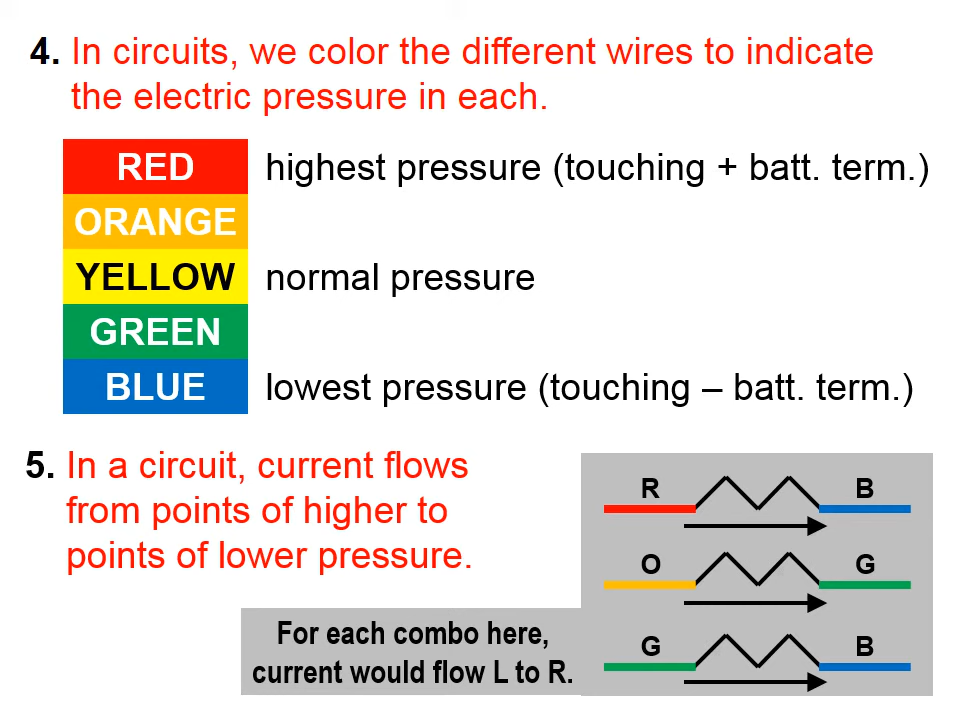 4. In circuits, we color the different wires to indicate
the electric pressure in each.
RED highest pressure (touching + batt. term.)
ORANGE
YELLOW normal pressure
GREEN
BLUE lowest pressure (touching – batt. term.)
5. In a circuit, current flows
from points of higher to
points of lower pressure.
R B
O G
G B
For each combo here,
current would flow L to R.